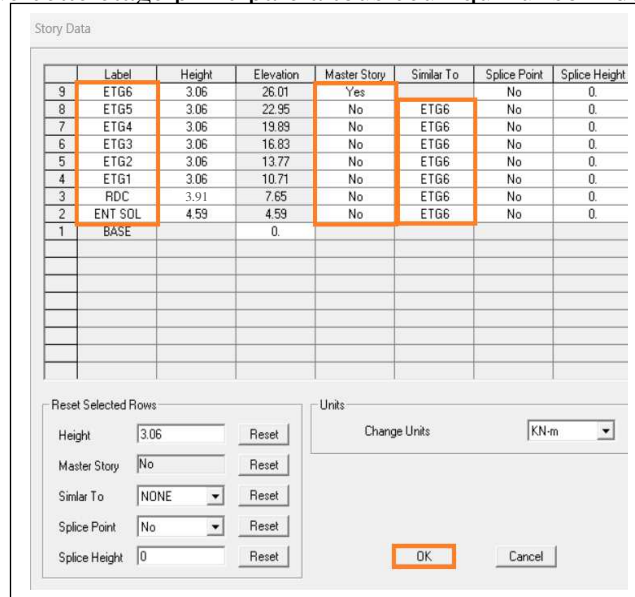 Story Data
Label Height Elevation Master Story Similar To Splice Point Splice Height
9 ETG6 3.06 26.01 Yes No 0.
8 ETG5 3.06 22.95 No ETG6 No 0.
7 ETG4 3.06 19.89 No ETG6 No 0.
6 ETG3 3.06 16.83 No ETG6 No 0.
5 ETG2 3.06 13.77 No ETG6 No 0.
4 ETG1 3.06 10.71 No ETG6 No 0.
3 RDC 3.91 7.65 No ETG6 No 0.
2 ENT SOL 4.59 4.59 No ETG6 No 0.
1 BASE 0.
Reset Selected Rows
Height 3.06 Reset
Master Story No Reset
Simlar To NONE Reset
Splice Point No Reset
Splice Height 0 Reset
Units
Change Units KN-m
OK Cancel